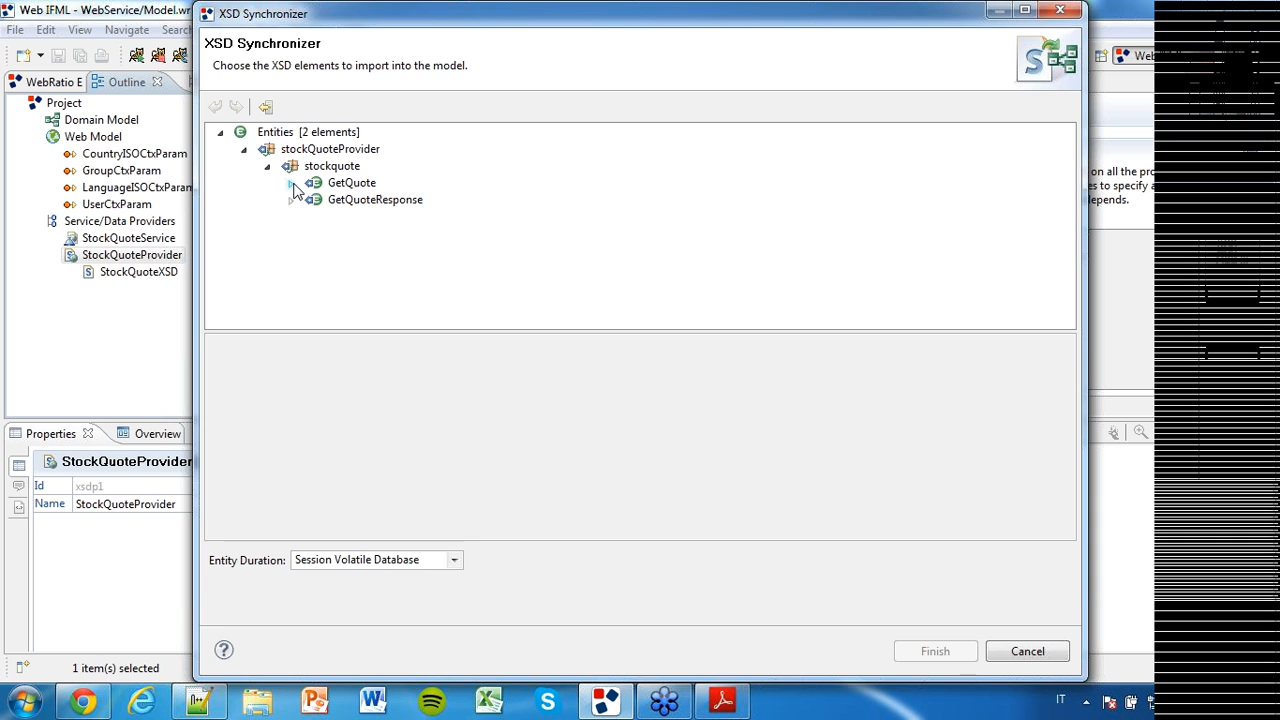 Web IFML - WebService/Model.wr
XSD Synchronizer
File Edit View Navigate Search
XSD Synchronizer
Choose the XSD elements to import into the model.
WebRatio E
Outline
Project
Domain Model
Web Model
CountryISOCtxParam
GroupCtxParam
LanguageISOCtxParam
UserCtxParam
Service/Data Providers
StockQuoteService
StockQuoteProvider
StockQuoteXSD
Entities [2 elements]
stockQuoteProvider
stockquote
GetQuote
GetQuoteResponse
on all the pro
es to specify a
depends.
Properties
Overview
StockQuoteProvider
Id xsdp1
Name StockQuoteProvider
Entity Duration: Session Volatile Database
Finish
Cancel
1 item(s) selected
IT